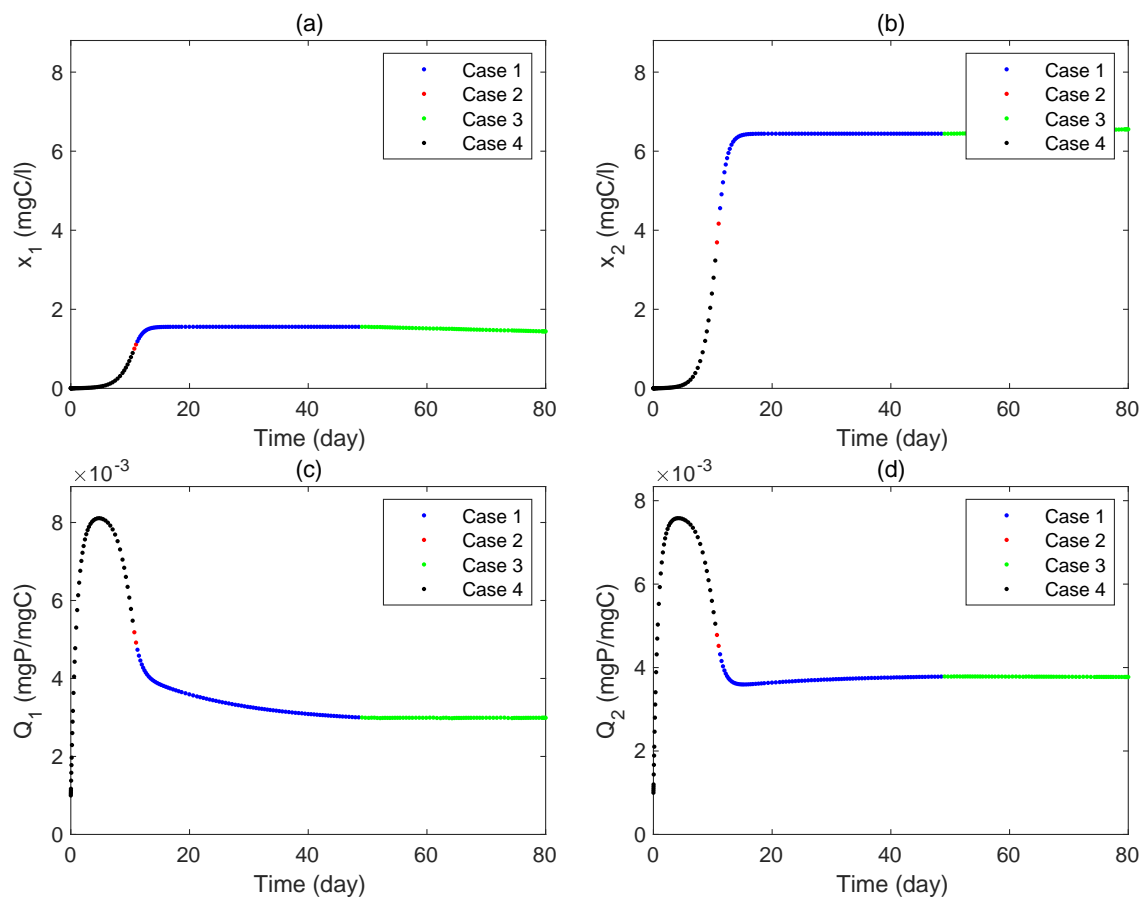 (a)
8
6
4
2
0
x_1 (mgC/l)
Case 1
Case 2
Case 3
Case 4
0 20 40 60 80
Time (day)
(b)
8
6
4
2
0
x_2 (mgC/l)
Case 1
Case 2
Case 3
Case 4
0 20 40 60 80
Time (day)
(c)
×10^-3
8
6
4
2
0
Q_1 (mgP/mgC)
Case 1
Case 2
Case 3
Case 4
0 20 40 60 80
Time (day)
(d)
×10^-3
8
6
4
2
0
Q_2 (mgP/mgC)
Case 1
Case 2
Case 3
Case 4
0 20 40 60 80
Time (day)